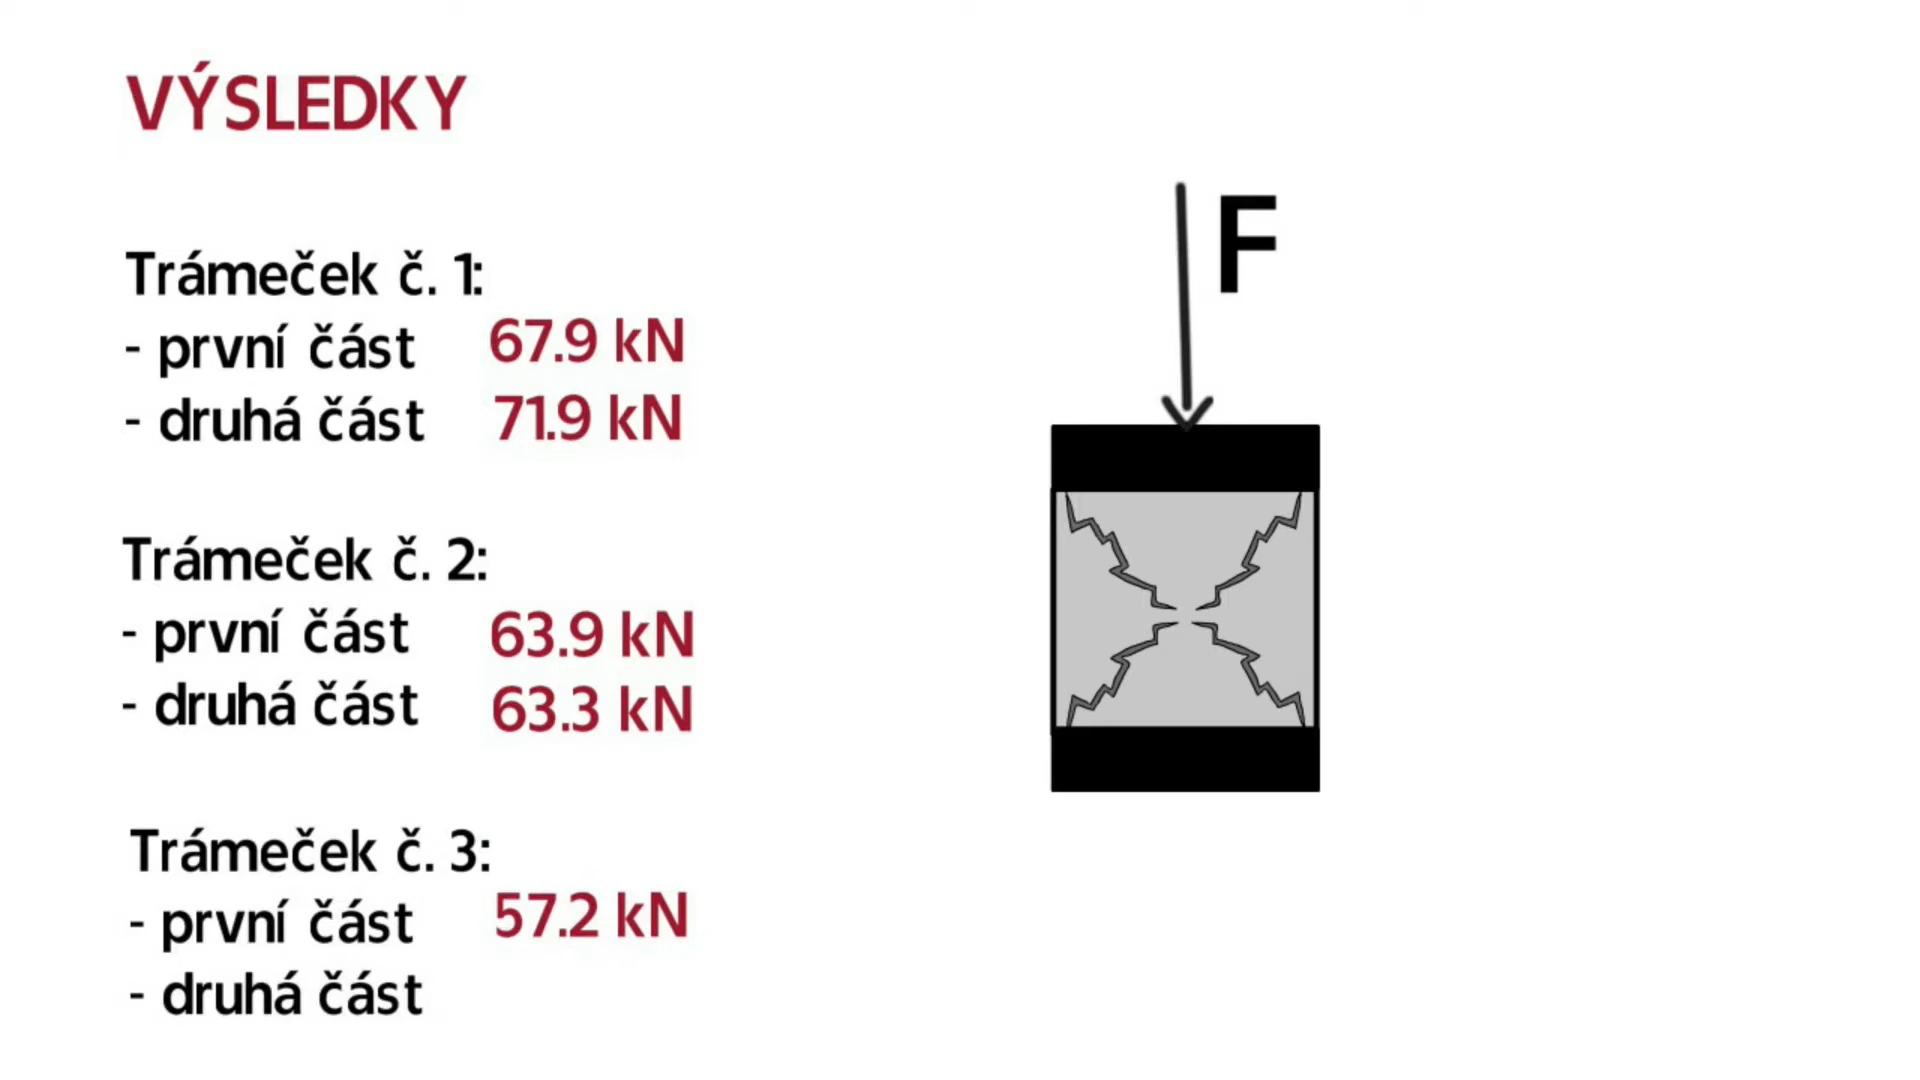 VÝSLEDKY
Trámeček č. 1:
- první část 67.9 kN
- druhá část 71.9 kN
Trámeček č. 2:
- první část 63.9 kN
- druhá část 63.3 kN
Trámeček č. 3:
- první část 57.2 kN
- druhá část
F